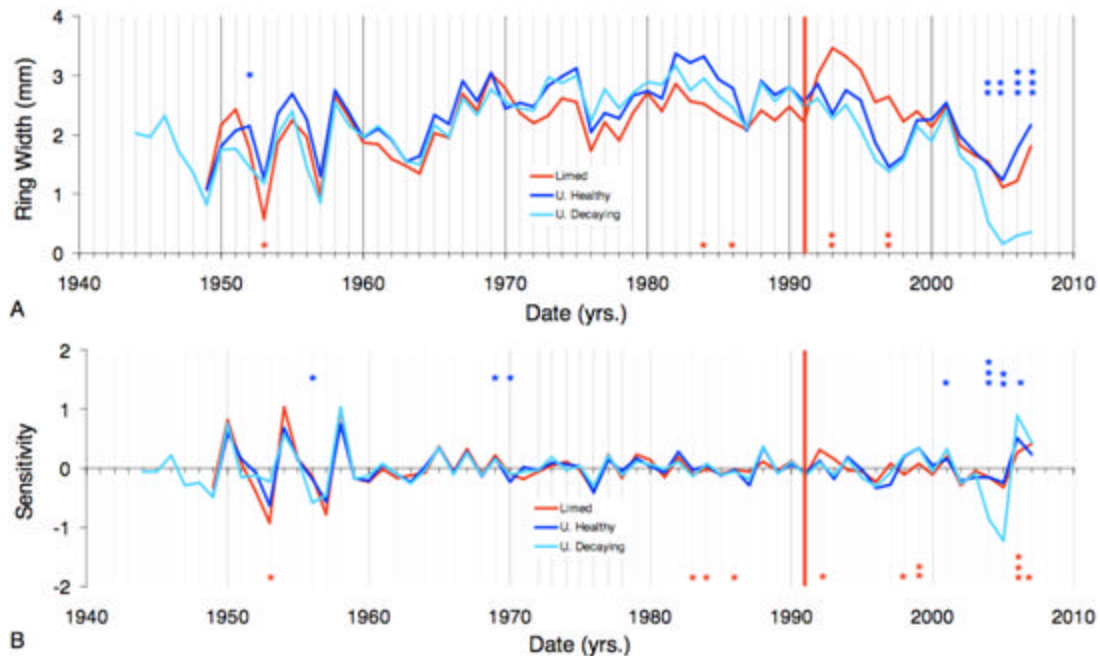 4
3
2
1
0
Ring Width (mm)
Limed
U. Healthy
U. Decaying
1940 1950 1960 1970 1980 1990 2000 2010
A
Date (yrs.)
2
1
0
-1
-2
Sensitivity
Limed
U. Healthy
U. Decaying
1940 1950 1960 1970 1980 1990 2000 2010
B
Date (yrs.)